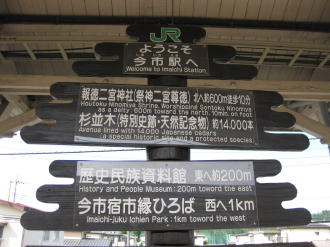 JR
ようこそ
今市駅へ
Welcome to Imaichi Station
報徳二宮神社(祭神二宮尊徳) 北へ約600m徒歩10分
Houtoku Ninomiya Shrine, Worshipping Sontoku Ninomiya
as a deity: 600m toward the north, 10min. on foot
杉並木(特別史跡・天然記念物) 約14,000本
Avenue lined with 14,000 Japanese cedars
(a special historic site and a protected species)
歴史民族資料館 東へ約200m
History and People Museum: 200m toward the east
今市宿市縁ひろば 西へ1km
Imaichi-juku Ichien Park: 1km toward the west